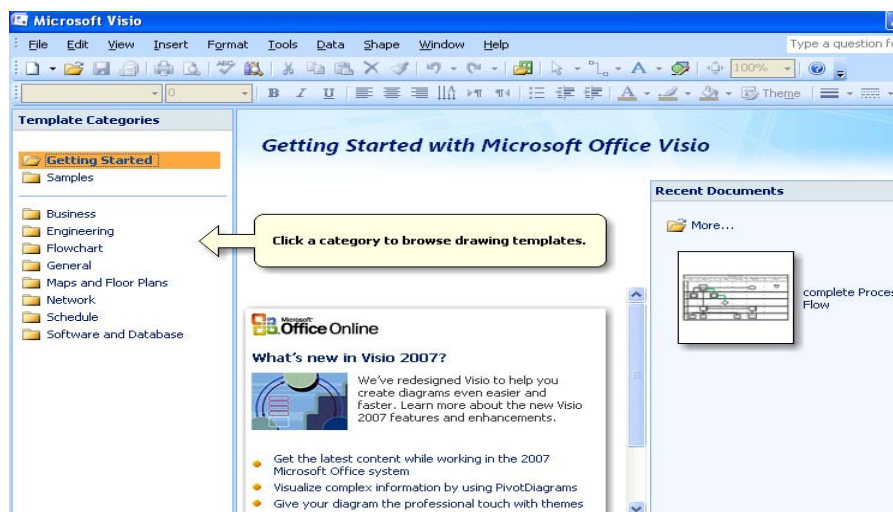 Microsoft Visio
File Edit View Insert Format Tools Data Shape Window Help
Type a question
100%
0 B I U Theme
Template Categories
Getting Started
Samples
Business
Engineering
Flowchart
General
Maps and Floor Plans
Network
Schedule
Software and Database
Getting Started with Microsoft Office Visio
Click a category to browse drawing templates.
Microsoft
Office Online
What's new in Visio 2007?
We've redesigned Visio to help you
create diagrams even easier and
faster. Learn more about the new Visio
2007 features and enhancements.
Get the latest content while working in the 2007
Microsoft Office system
Visualize complex information by using PivotDiagrams
Give your diagram the professional touch with themes
Recent Documents
More...
complete Proces
Flow